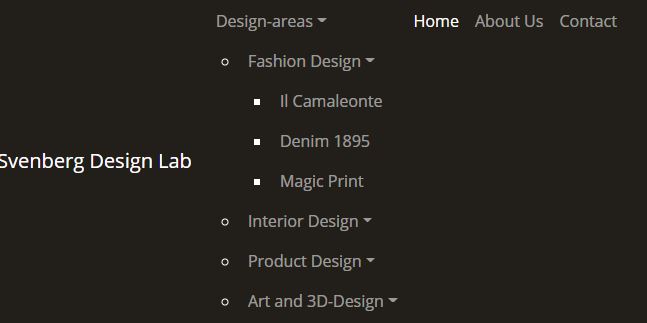 Design-areas
Home About Us Contact
Fashion Design
Il Camaleonte
Denim 1895
Magic Print
Svenberg Design Lab
Interior Design
Product Design
Art and 3D-Design